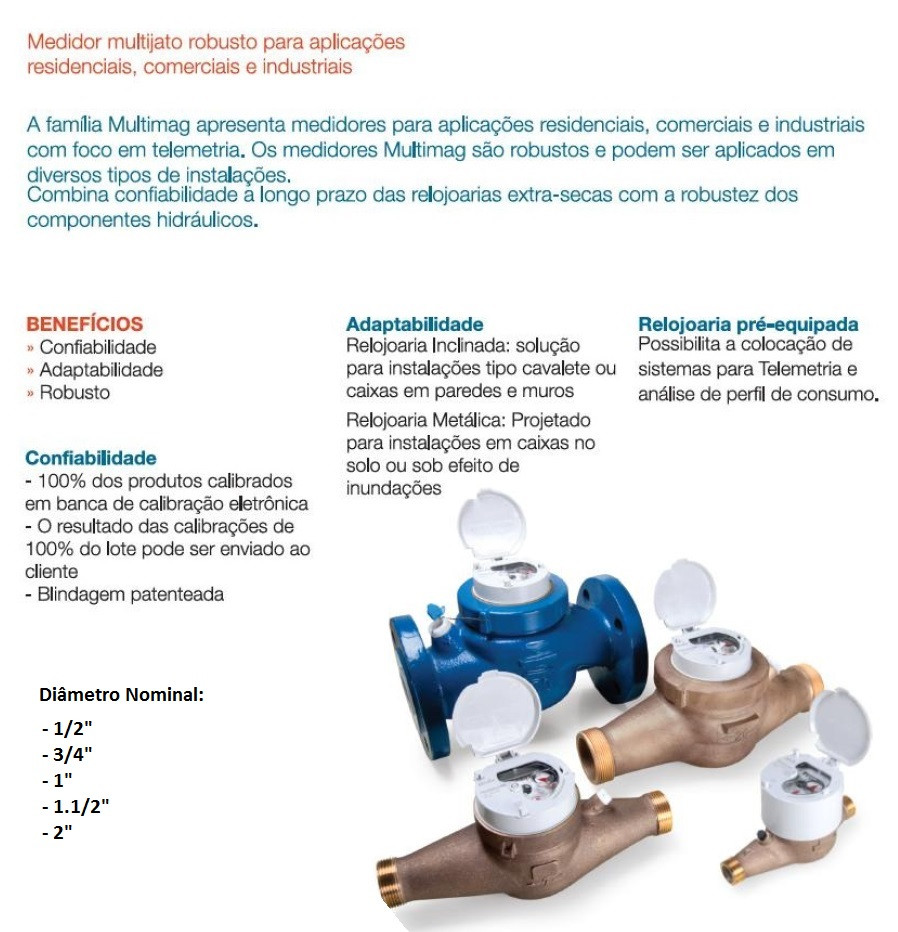 Medidor multijato robusto para aplicações
residenciais, comerciais e industriais
A família Multimag apresenta medidores para aplicações residenciais, comerciais e industriais
com foco em telemetria. Os medidores Multimag são robustos e podem ser aplicados em
diversos tipos de instalações.
Combina confiabilidade a longo prazo das relojoarias extra-secas com a robustez dos
componentes hidráulicos.
BENEFÍCIOS
» Confiabilidade
» Adaptabilidade
» Robusto
Confiabilidade
- 100% dos produtos calibrados
em banca de calibração eletrônica
- O resultado das calibrações de
100% do lote pode ser enviado ao
cliente
- Blindagem patenteada
Adaptabilidade
Relojoaria Inclinada: solução
para instalações tipo cavalete ou
caixas em paredes e muros
Relojoaria Metálica: Projetado
para instalações em caixas no
solo ou sob efeito de
inundações
Relojoaria pré-equipada
Possibilita a colocação de
sistemas para Telemetria e
análise de perfil de consumo.
Diâmetro Nominal:
- 1/2"
- 3/4"
- 1"
- 1.1/2"
- 2"